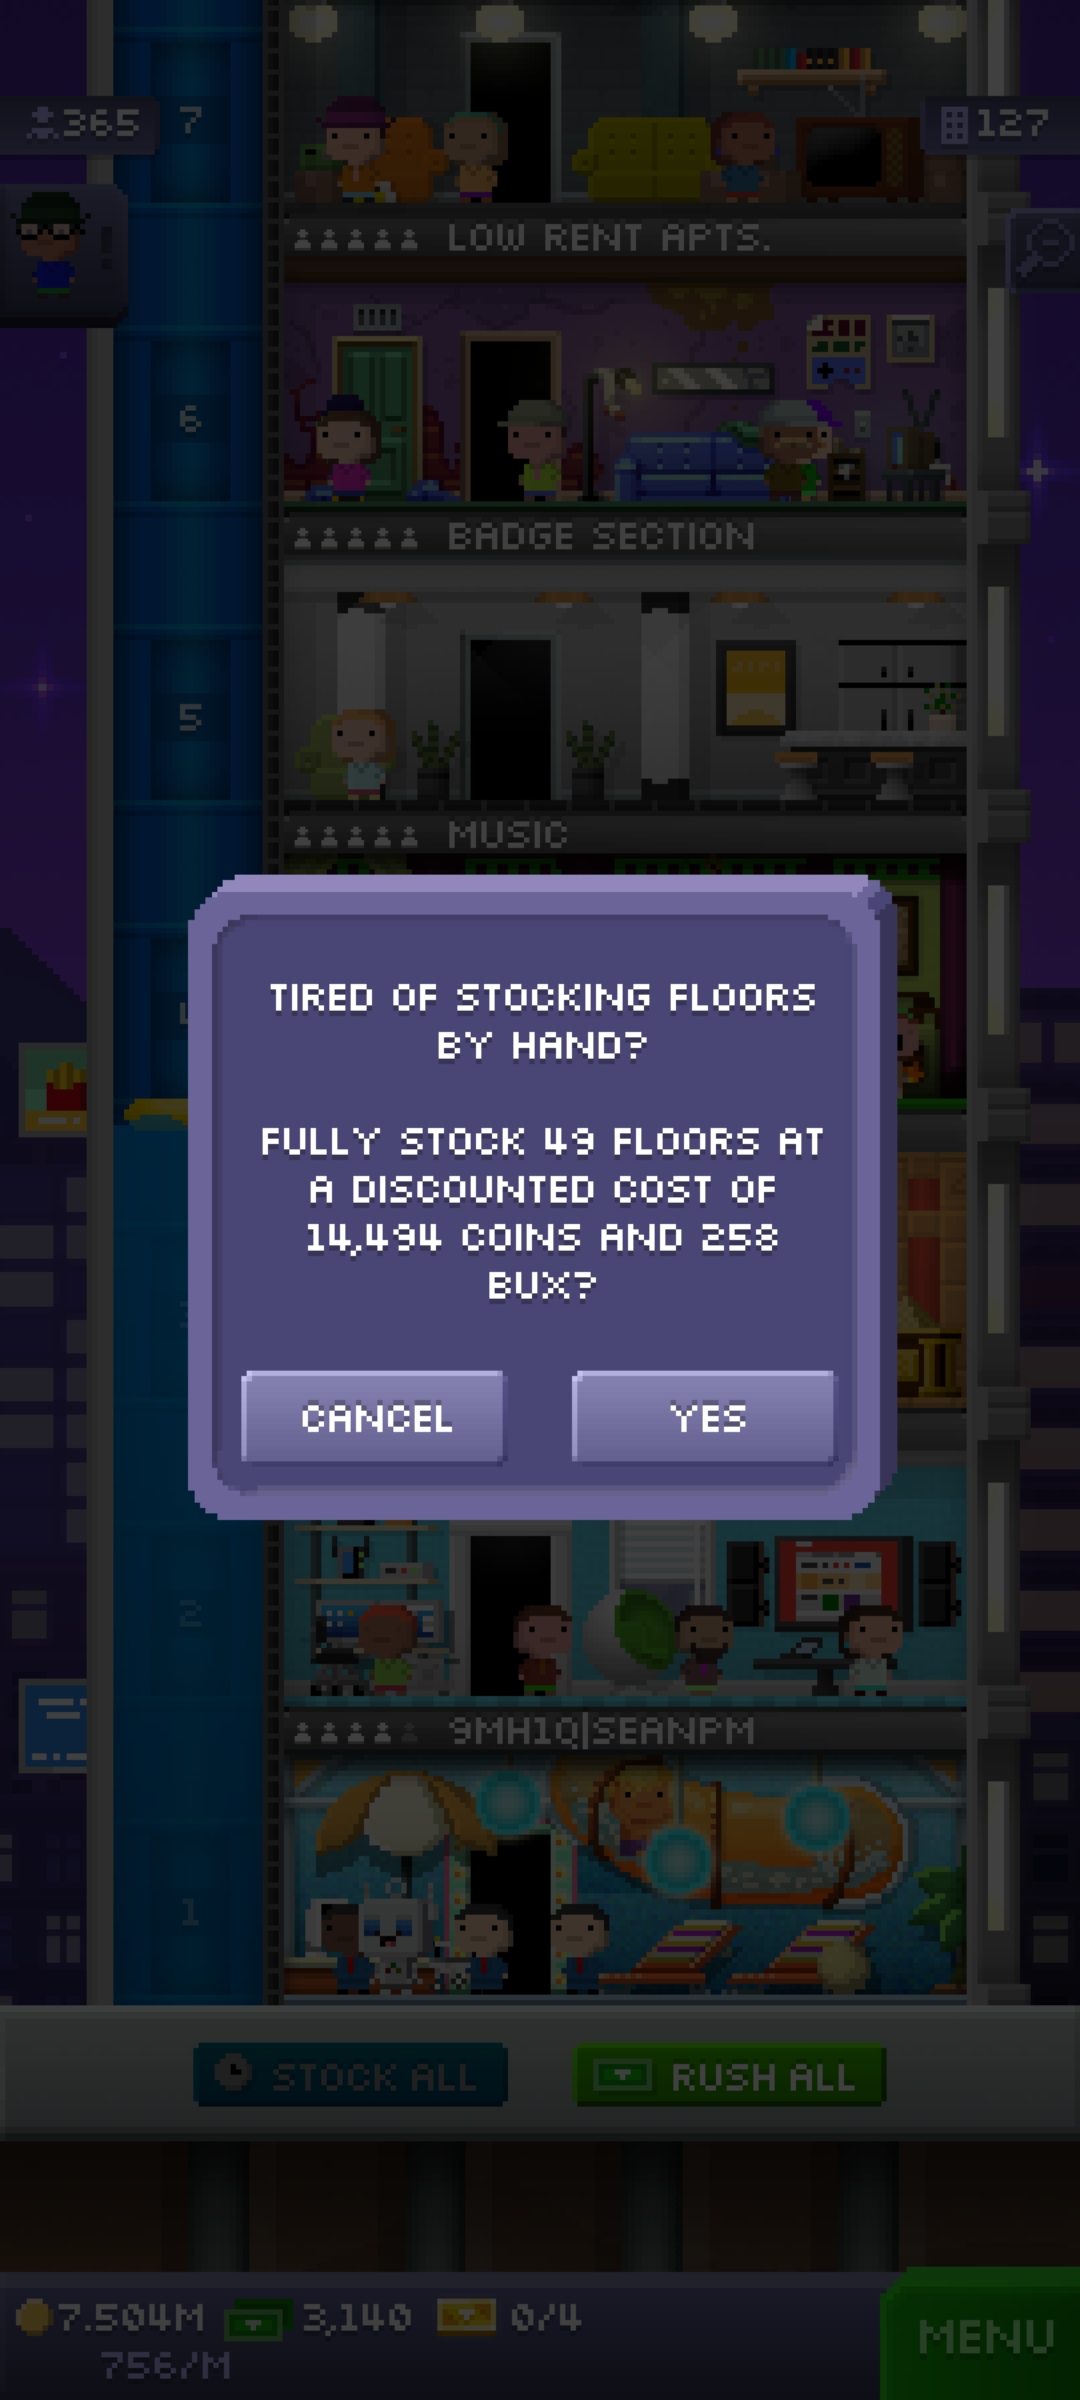 365
7
127
LOW RENT APTS.
6
BADGE SECTION
5
MUSIC
TIRED OF STOCKING FLOORS
BY HAND?
FULLY STOCK 49 FLOORS AT
A DISCOUNTED COST OF
14,494 COINS AND 258
BUX?
CANCEL
YES
2
9MH1Q|SEANPM
1
STOCK ALL
RUSH ALL
7.504M
3,140
0/4
756/M
MENU